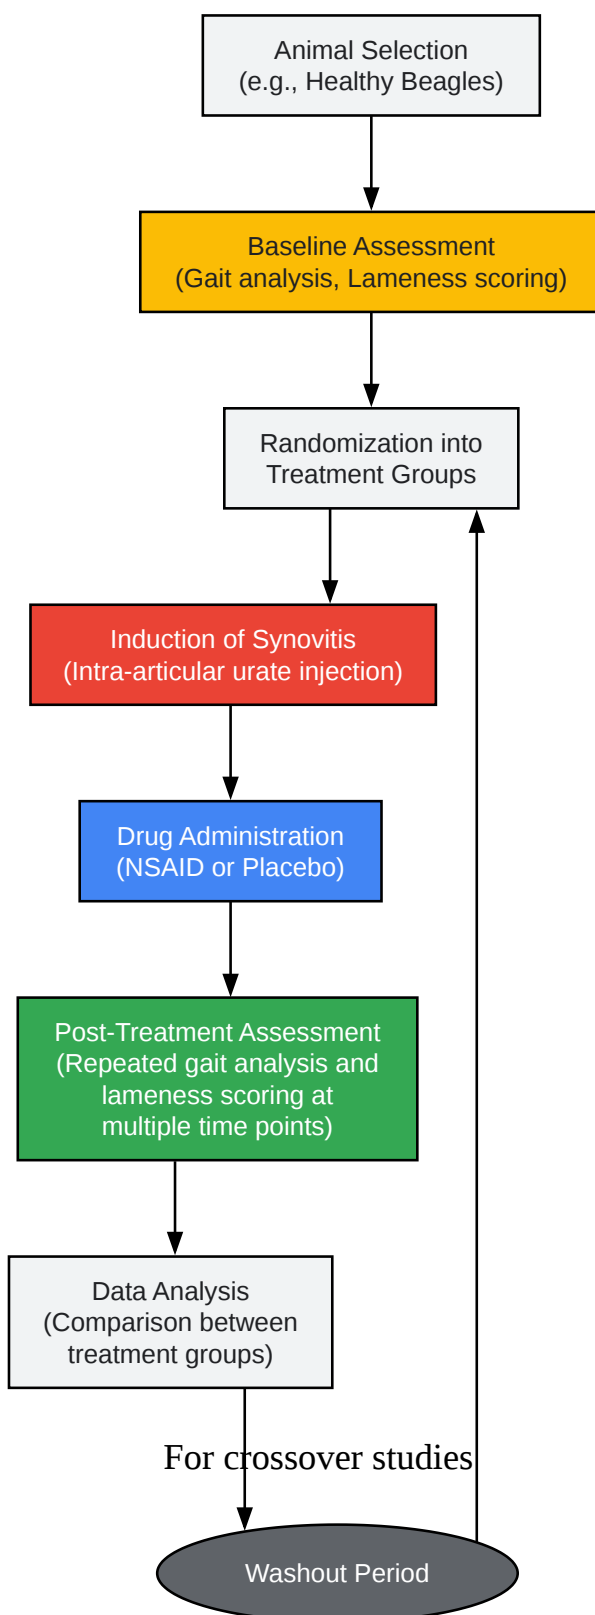 Animal Selection
(e.g., Healthy Beagles)
Baseline Assessment
(Gait analysis, Lameness scoring)
Randomization into
Treatment Groups
Induction of Synovitis
(Intra-articular urate injection)
Drug Administration
(NSAID or Placebo)
Post-Treatment Assessment
(Repeated gait analysis and
lameness scoring at
multiple time points)
Data Analysis
(Comparison between
treatment groups)
For crossover studies
Washout Period